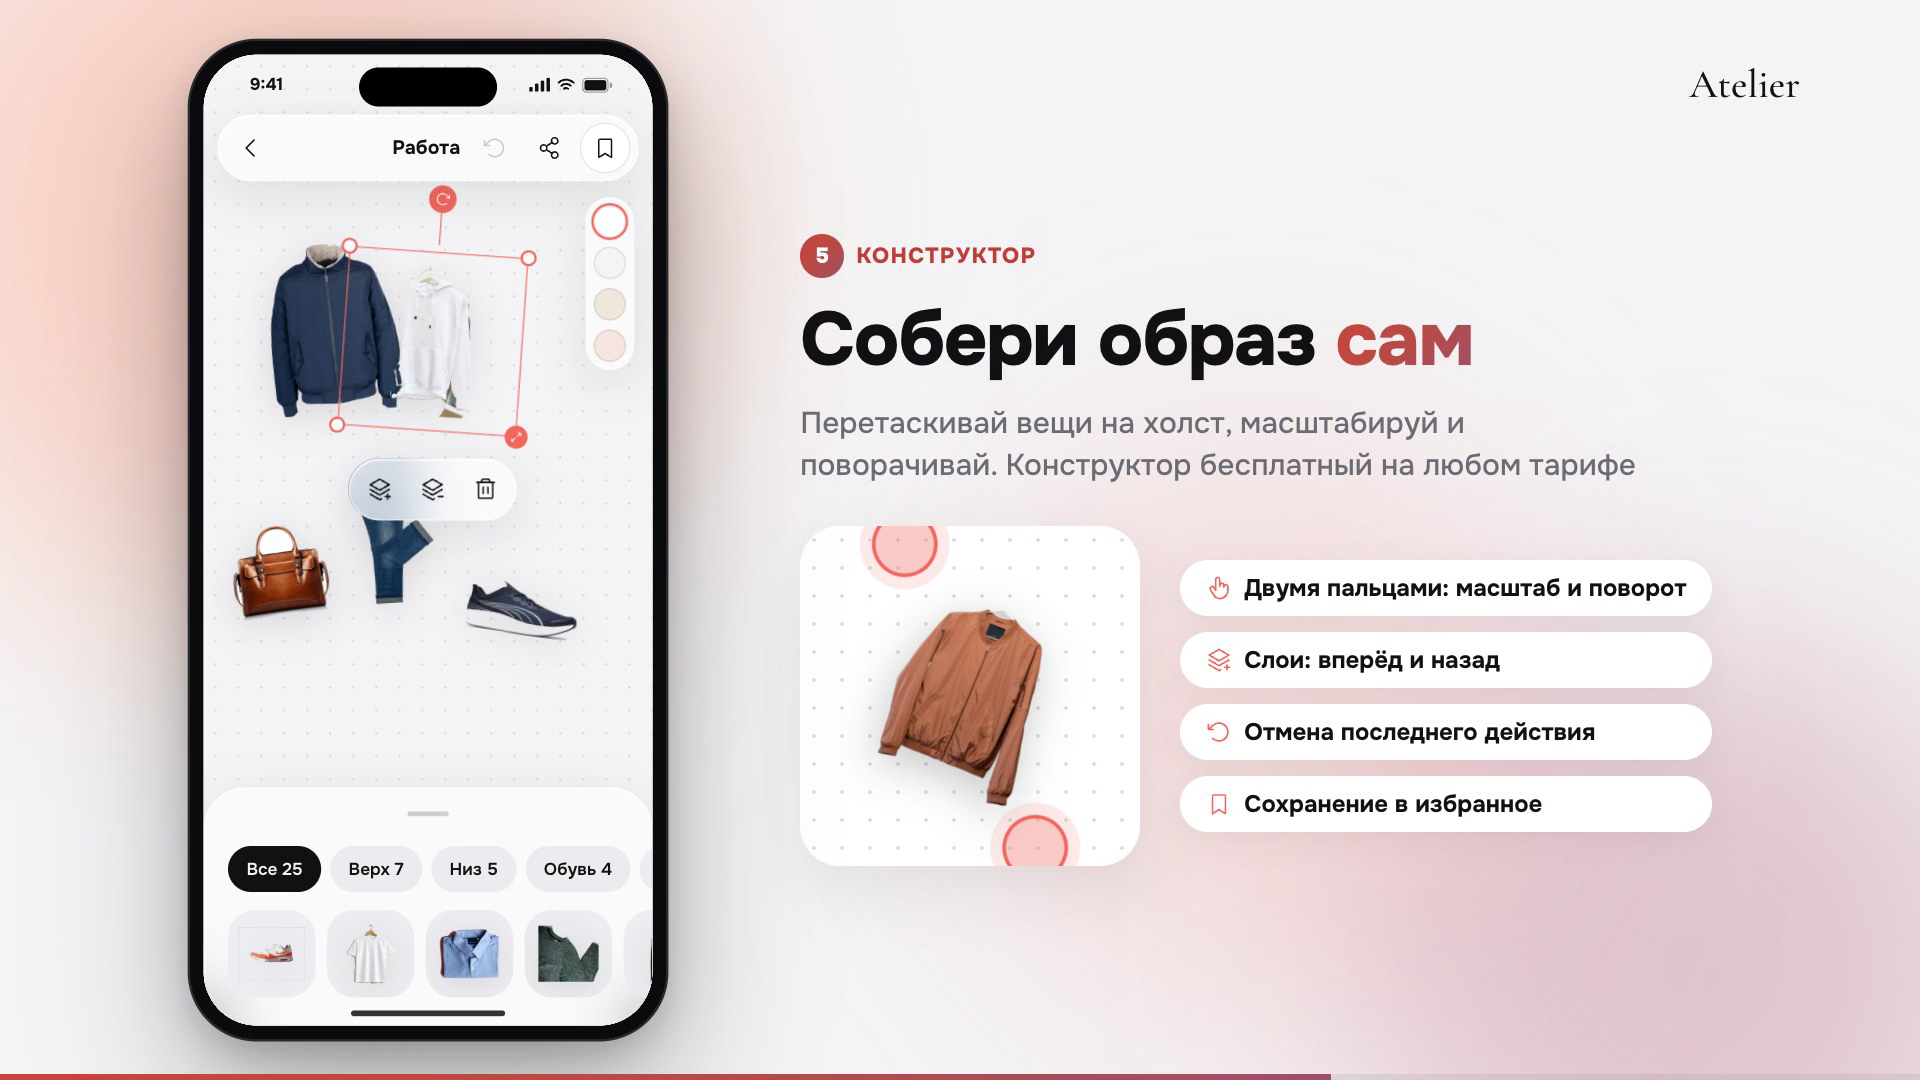 9:41
Работа
Все 25
Верх 7
Низ 5
Обувь 4
Atelier
5 КОНСТРУКТОР
Собери образ сам
Перетаскивай вещи на холст, масштабируй и
поворачивай. Конструктор бесплатный на любом тарифе
Двумя пальцами: масштаб и поворот
Слои: вперёд и назад
Отмена последнего действия
Сохранение в избранное